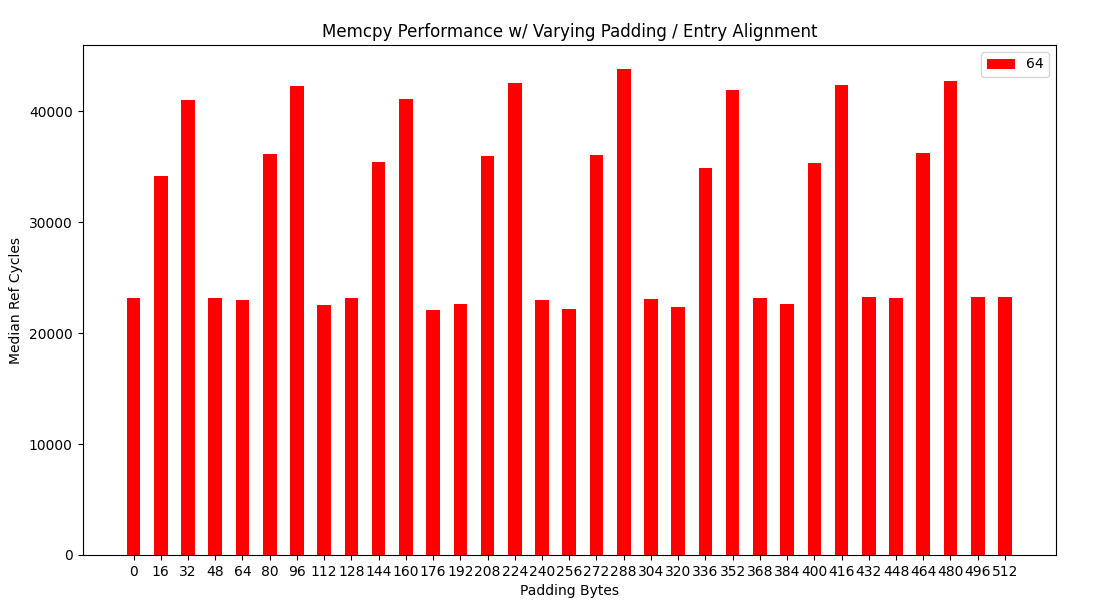 Memcpy Performance w/ Varying Padding / Entry Alignment
64
Median Ref Cycles
40000
30000
20000
10000
0
0 16 32 48 64 80 96 112 128 144 160 176 192 208 224 240 256 272 288 304 320 336 352 368 384 400 416 432 448 464 480 496 512
Padding Bytes